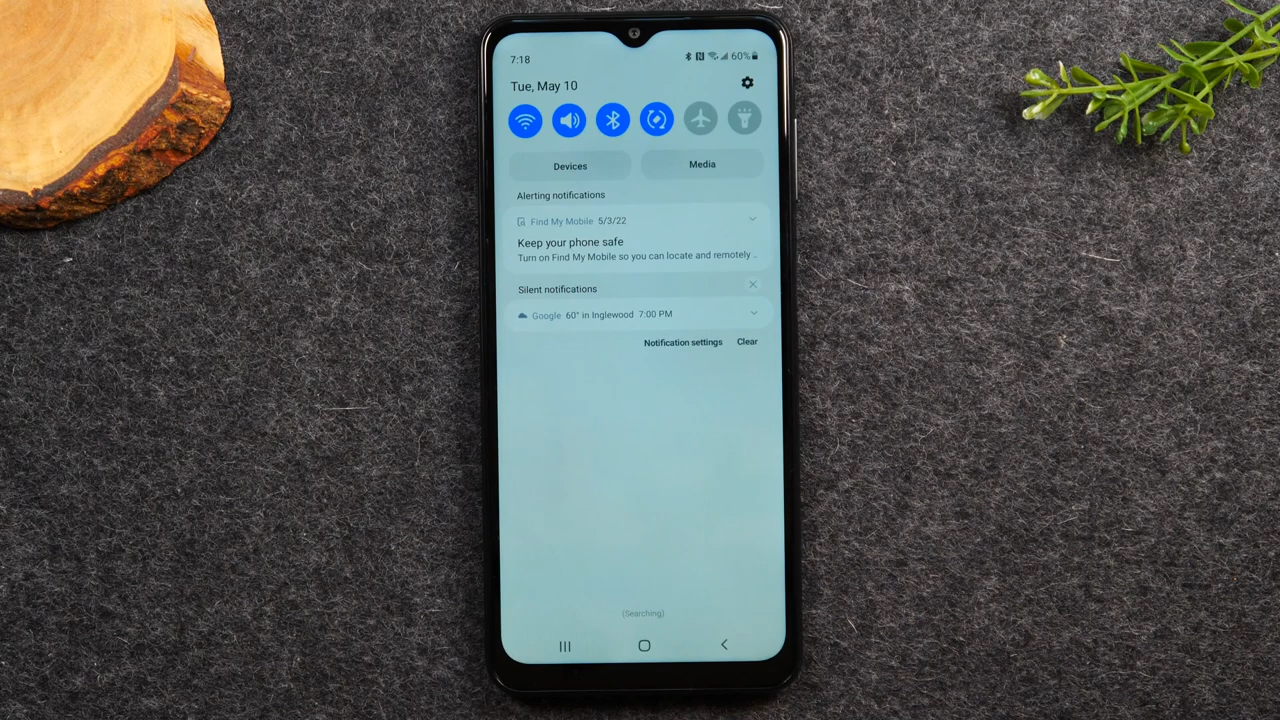 7:18 60%
Tue, May 10
Devices Media
Alerting notifications
Find My Mobile 5/3/22
Keep your phone safe
Turn on Find My Mobile so you can locate and remotely ..
Silent notifications
Google 60° in Inglewood 7:00 PM
Notification settings Clear
(Searching)